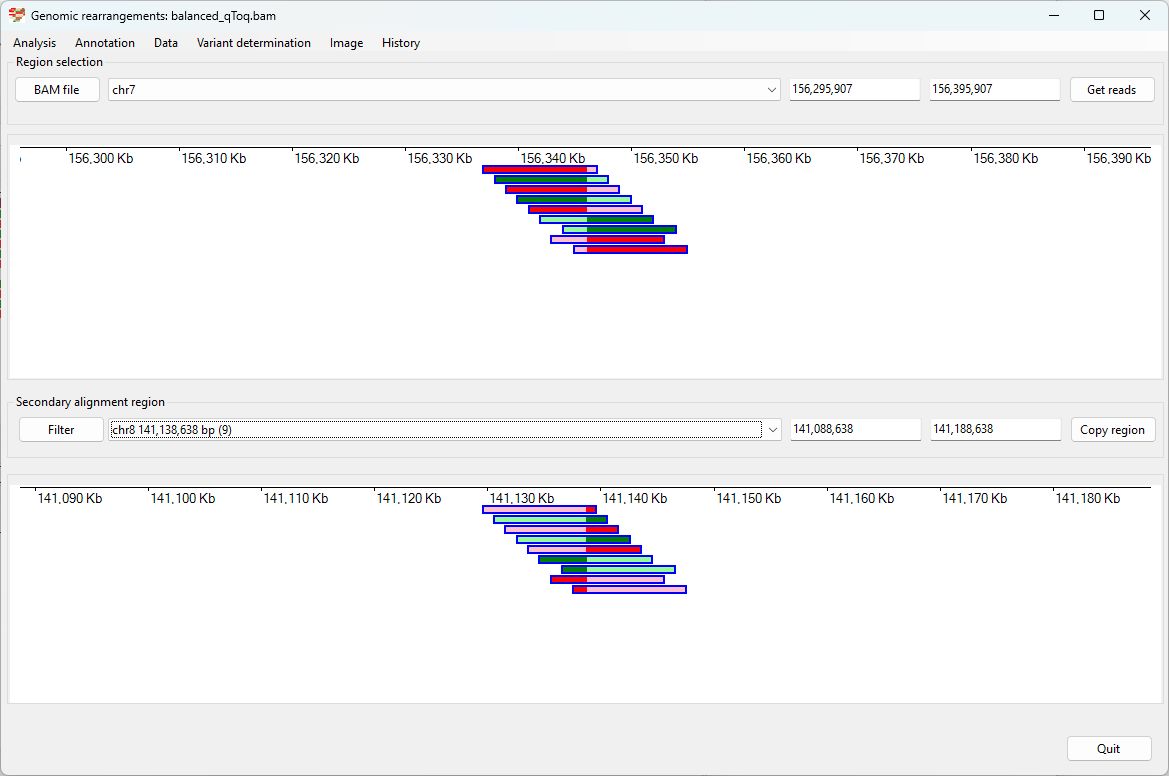 Genomic rearrangements: balanced_qToq.bam
Analysis Annotation Data Variant determination Image History
Region selection
BAM file chr7 156,295,907 156,395,907 Get reads
156,300 Kb 156,310 Kb 156,320 Kb 156,330 Kb 156,340 Kb 156,350 Kb 156,360 Kb 156,370 Kb 156,380 Kb 156,390 Kb
Secondary alignment region
Filter chr8 141,138,638 bp (9) 141,088,638 141,188,638 Copy region
141,090 Kb 141,100 Kb 141,110 Kb 141,120 Kb 141,130 Kb 141,140 Kb 141,150 Kb 141,160 Kb 141,170 Kb 141,180 Kb
Quit